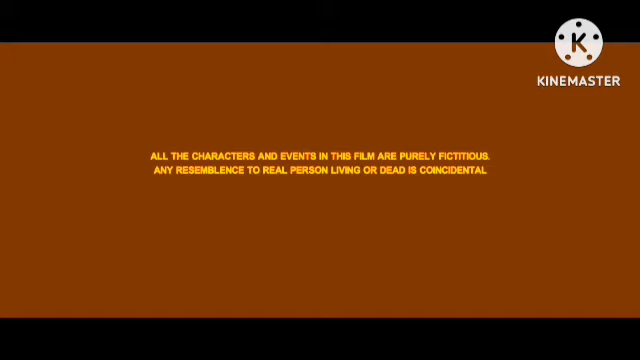 K
KINEMASTER
ALL THE CHARACTERS AND EVENTS IN THIS FILM ARE PURELY FICTITIOUS.
ANY RESEMBLENCE TO REAL PERSON LIVING OR DEAD IS COINCIDENTAL